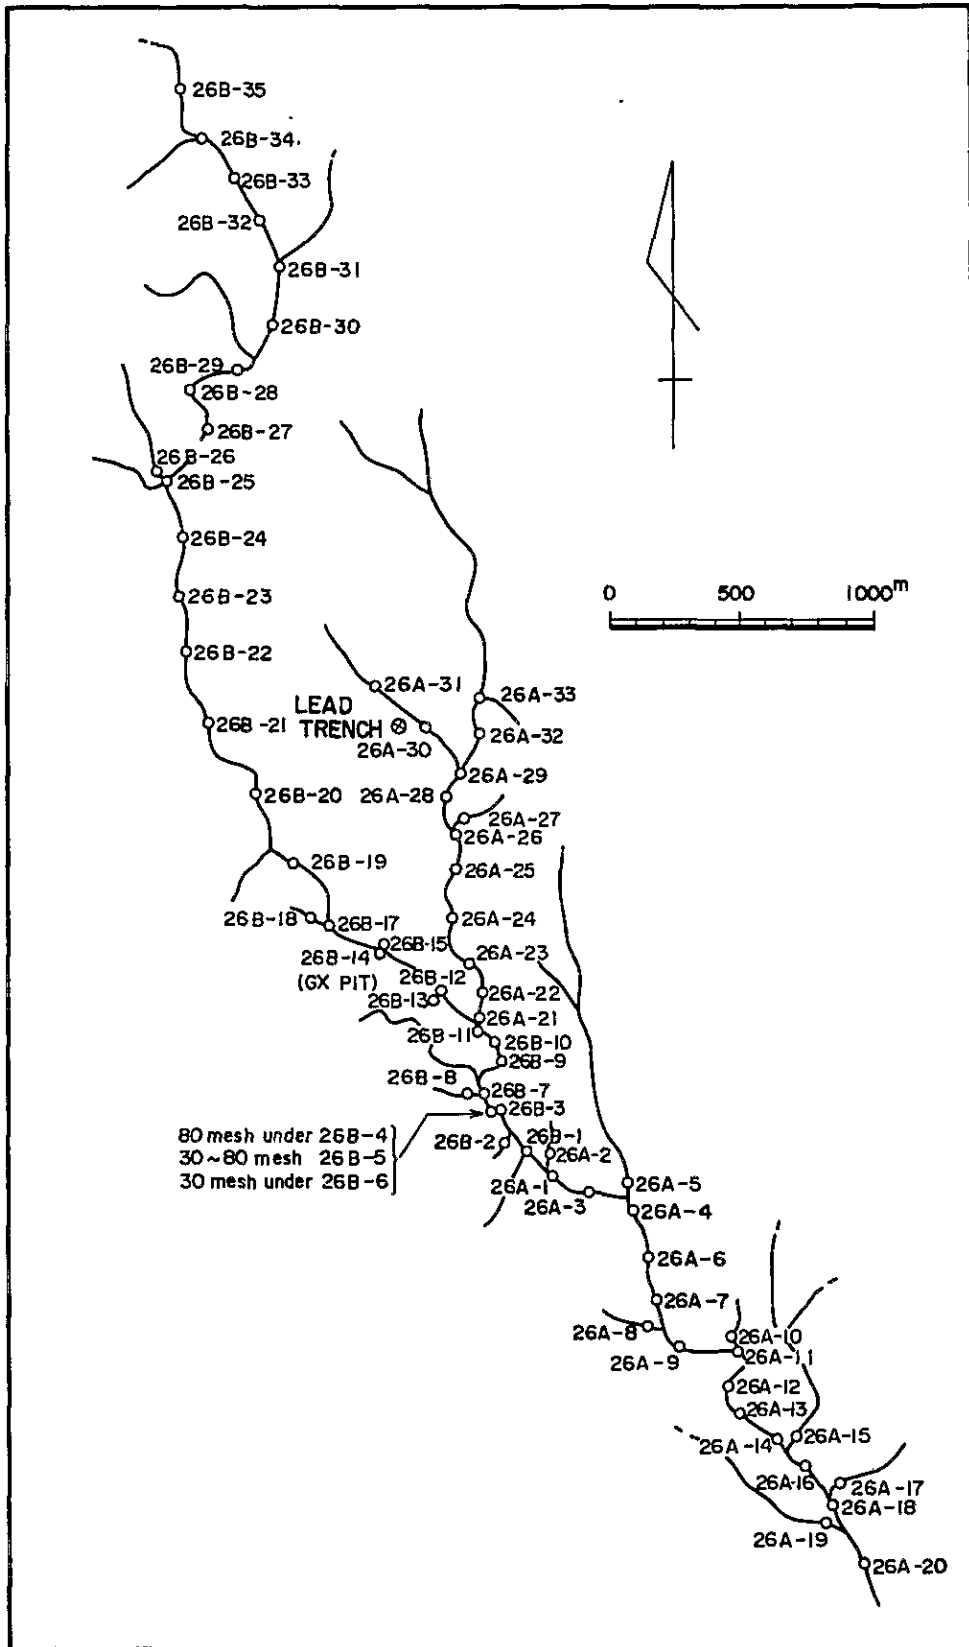 26B-35
26B-34.
26B-33
26B-32
26B-31
26B-30
26B-29
26B-28
26B-27
26B-26
26B-25
26B-24
26B-23
26B-22
0 500 1000m
26A-31
26A-33
LEAD
TRENCH
26B-21
26A-32
26A-30
26A-29
26B-20
26A-28
26A-27
26A-26
26B-19
26A-25
26B-18
26B-17
26A-24
26B-15
26B-14
(GX PIT)
26A-23
26B-12
26B-13
26A-22
26A-21
26B-11
26B-10
26B-9
26B-8
26B-7
26B-3
80 mesh under 26B-4
30~80 mesh 26B-5
30 mesh under 26B-6
26B-2
26B-1
26A-2
26A-1
26A-3
26A-5
26A-4
26A-6
26A-7
26A-8
26A-9
26A-10
26A-11
26A-12
26A-13
26A-14
26A-15
26A-16
26A-17
26A-18
26A-19
26A-20